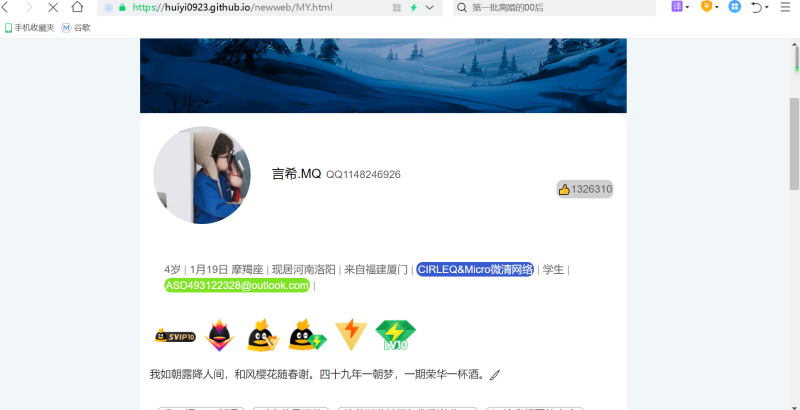 https://huiyi0923.github.io/newweb/MY.html
第一批离婚的00后
译
手机收藏夹
谷歌
言希.MQ QQ1148246926
1326310
4岁 | 1月19日 摩羯座 | 现居河南洛阳 | 来自福建厦门 | CIRLEQ&Micro微清网络 | 学生 |
ASD493122328@outlook.com |
SVIP10
LV10
我如朝露降人间，和风樱花随春谢。四十九年一朝梦，一期荣华一杯酒。